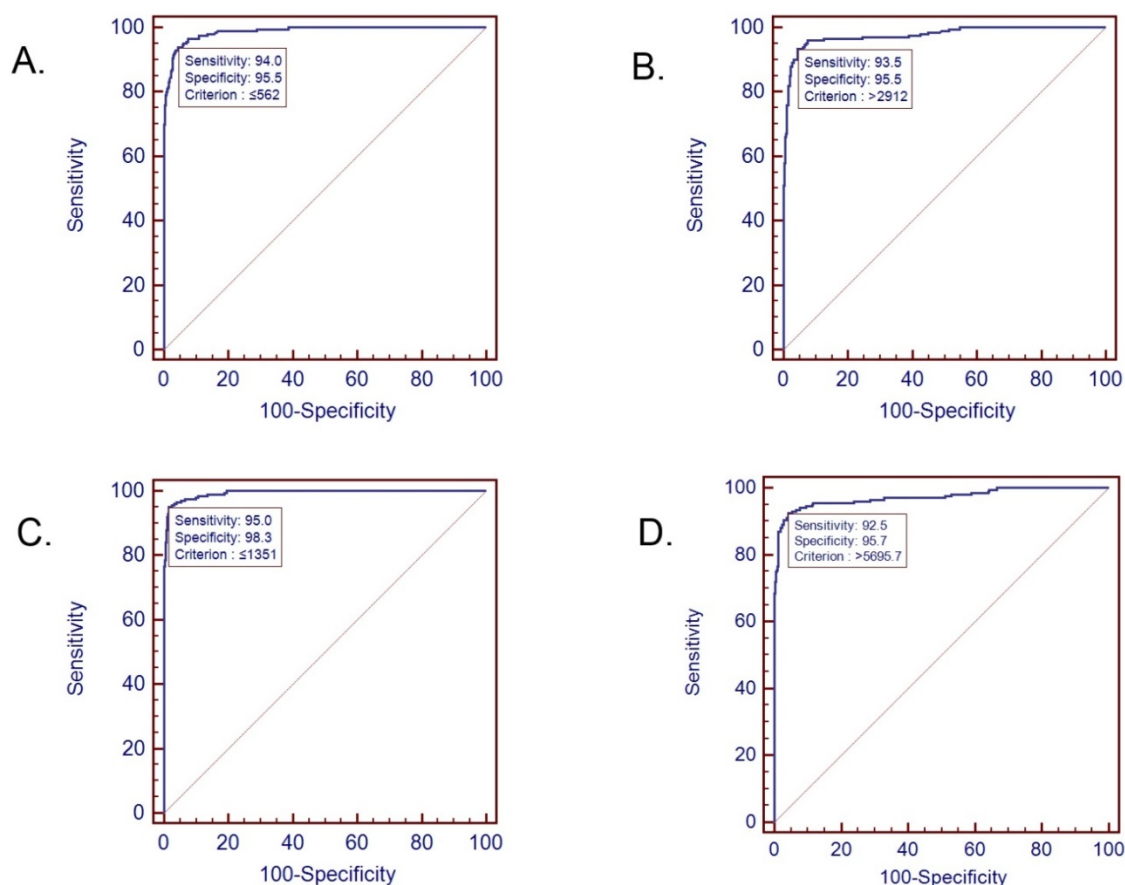 A.
100
80
60
40
20
0
Sensitivity
Sensitivity: 94.0
Specificity: 95.5
Criterion : ≤562
0 20 40 60 80 100
100-Specificity
B.
100
80
60
40
20
0
Sensitivity
Sensitivity: 93.5
Specificity: 95.5
Criterion : >2912
0 20 40 60 80 100
100-Specificity
C.
100
80
60
40
20
0
Sensitivity
Sensitivity: 95.0
Specificity: 98.3
Criterion : ≤1351
0 20 40 60 80 100
100-Specificity
D.
100
80
60
40
20
0
Sensitivity
Sensitivity: 92.5
Specificity: 95.7
Criterion : >5695.7
0 20 40 60 80 100
100-Specificity